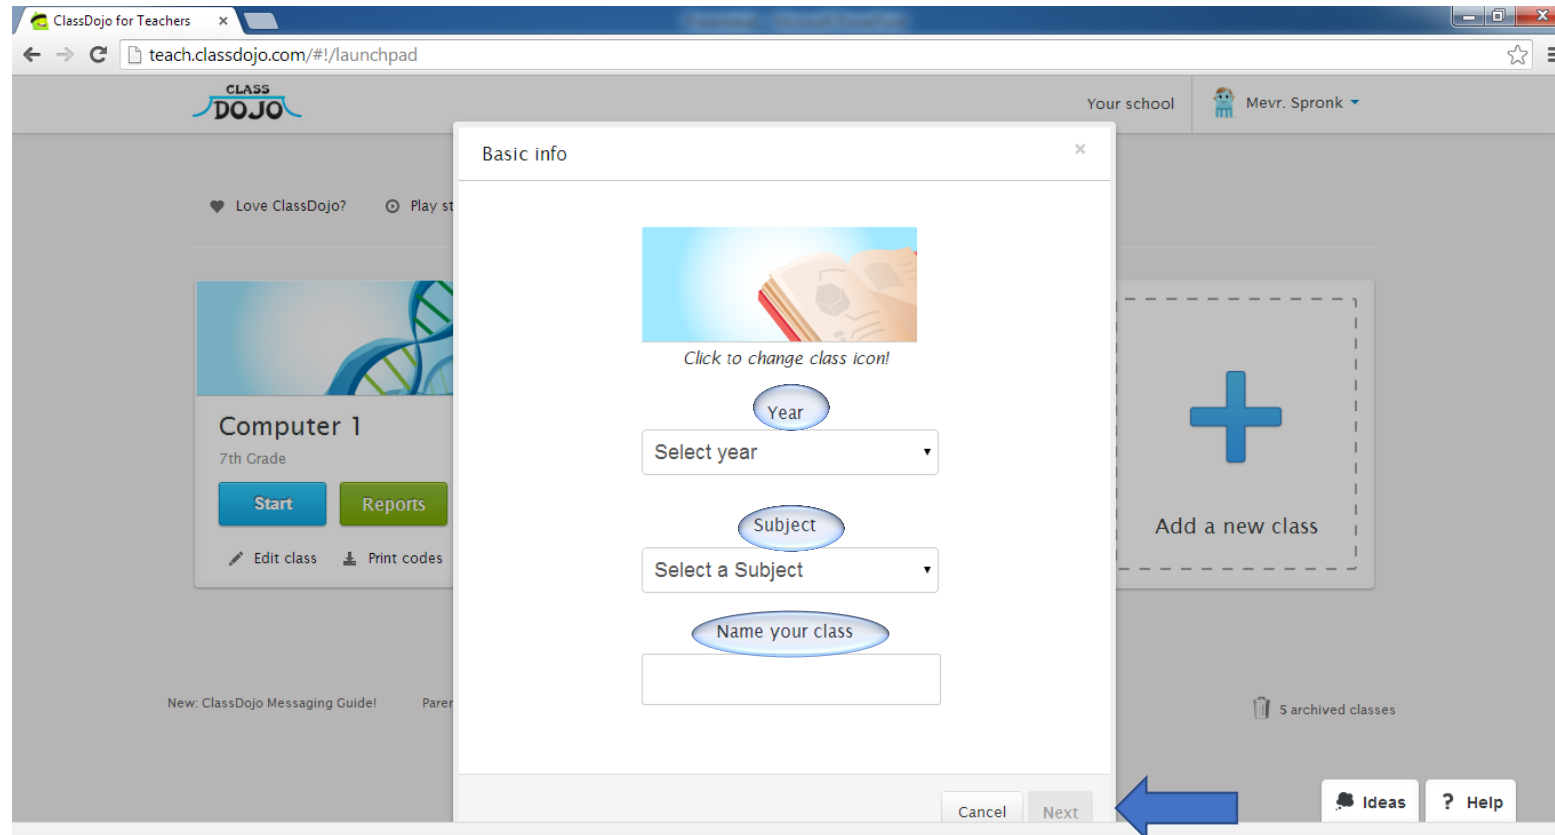 ClassDojo for Teachers
teach.classdojo.com/#!/launchpad
CLASS
DOJO
Your school
Mevr. Spronk
Basic info
Love ClassDojo?
Play st
Click to change class icon!
Year
Select year
Subject
Select a Subject
Name your class
Computer 1
7th Grade
Start
Reports
Edit class
Print codes
Add a new class
New: ClassDojo Messaging Guide!
Paren
5 archived classes
Cancel
Next
Ideas
? Help